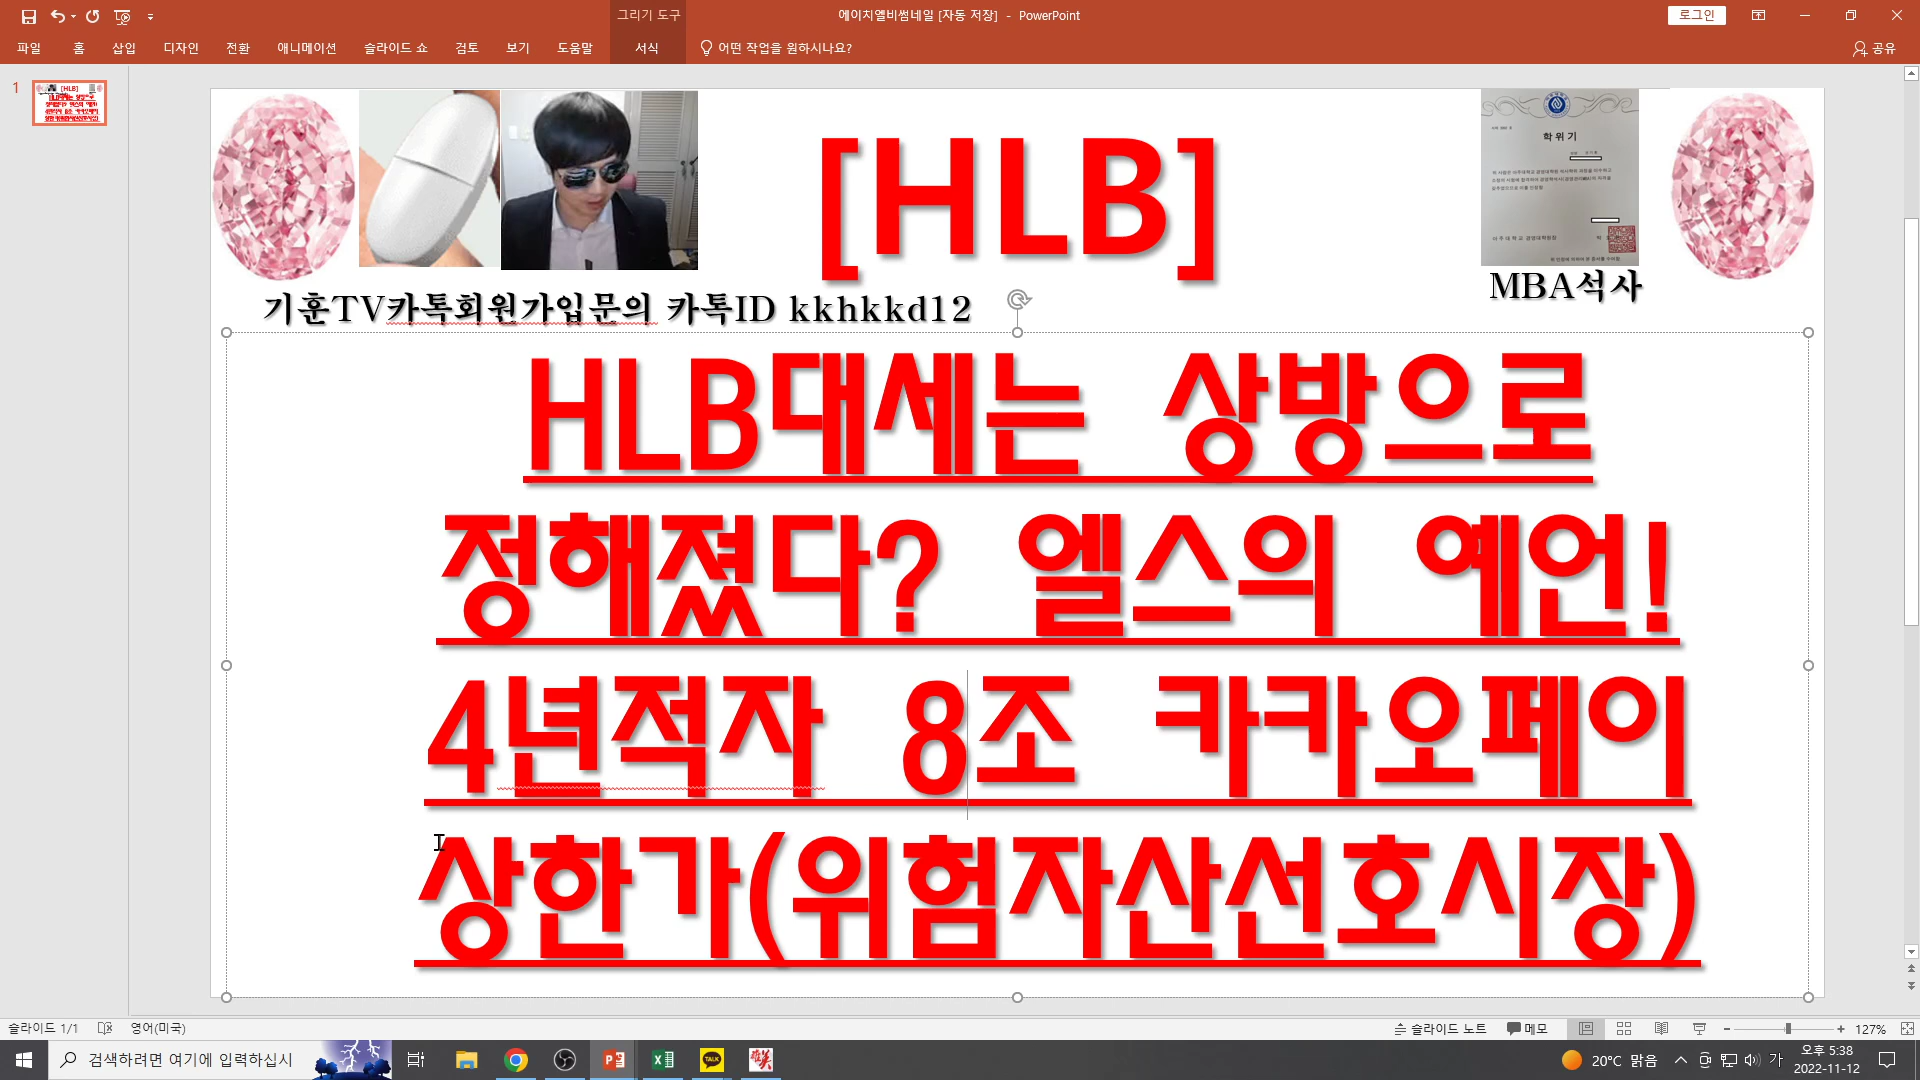 에이치앨비썸네일 [자동 저장] - PowerPoint
그리기 도구
로그인
파일 홈 삽입 디자인 전환 애니메이션 슬라이드 쇼 검토 보기 도움말 서식 어떤 작업을 원하시나요? 공유
1
[HLB]
학 위 기
MBA석사
기훈TV카톡회원가입문의 카톡ID kkhkkd12
HLB대세는 상방으로
정해졌다? 엘스의 예언!
4년적자 8조 카카오페이
상한가(위험자산선호시장)
슬라이드 1/1 영어(미국) 슬라이드 노트 메모 127%
검색하려면 여기에 입력하십시
TALK
20°C 맑음 가 오후 5:38
2022-11-12